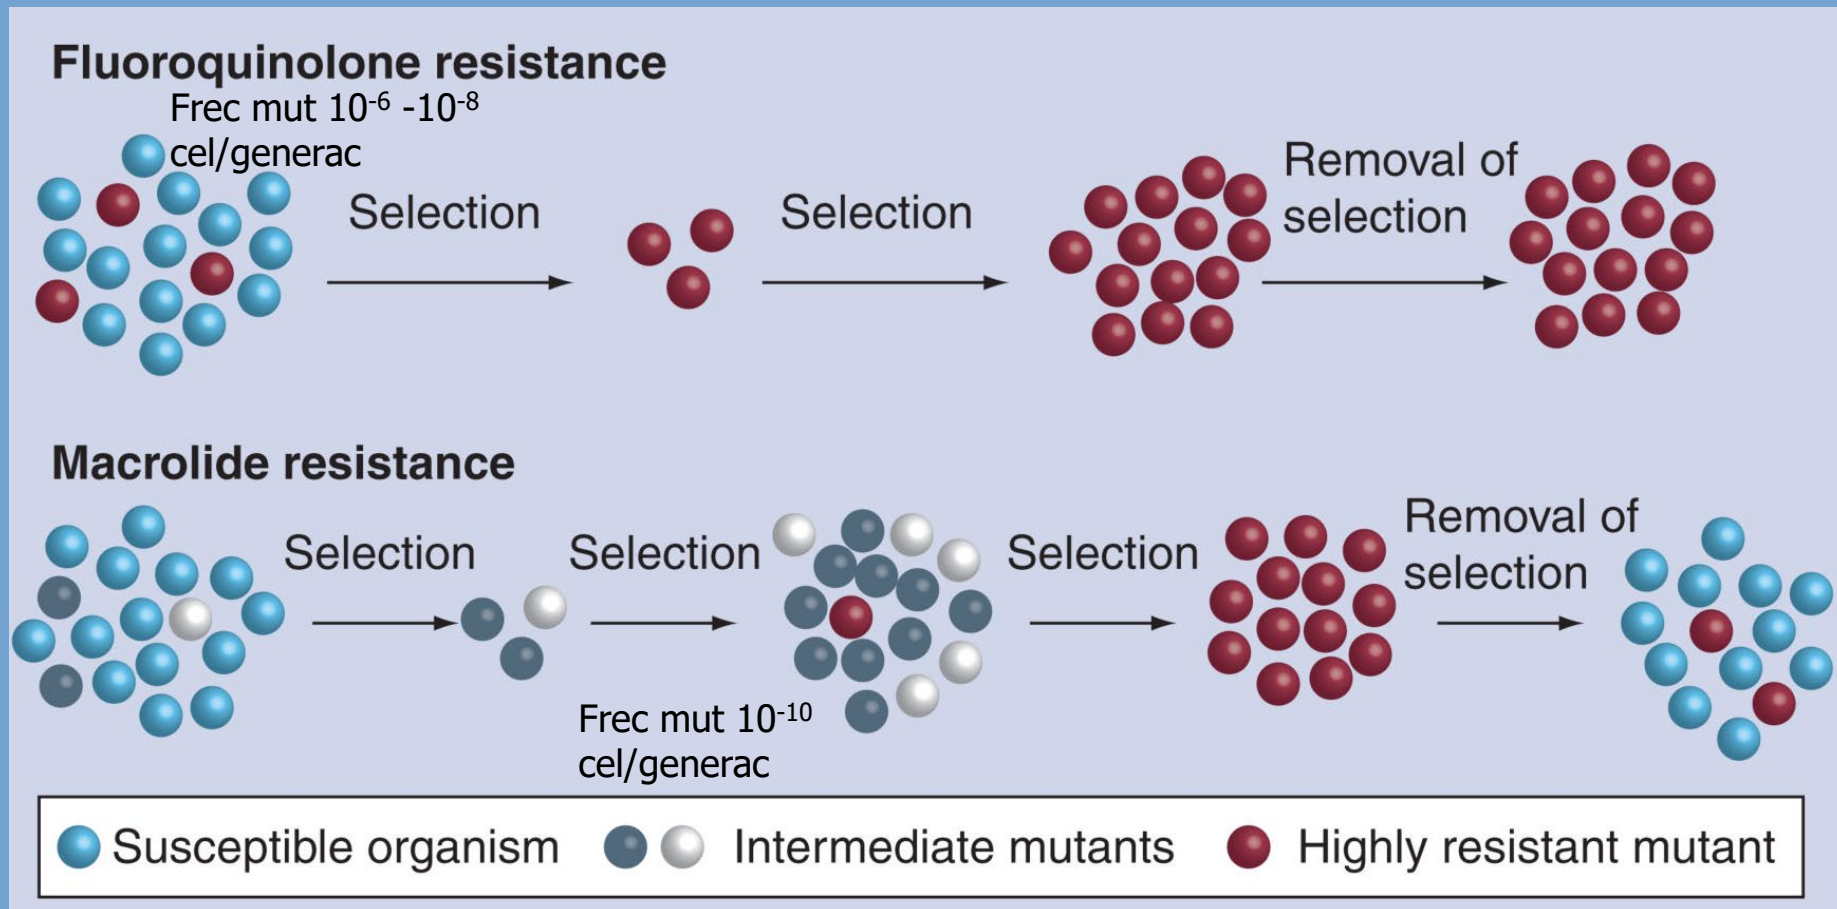 Fluoroquinolone resistance
Frec mut 10⁻⁶ -10⁻⁸
cel/generac
Selection
Selection
Removal of
selection
Macrolide resistance
Selection
Selection
Selection
Removal of
selection
Frec mut 10⁻¹⁰
cel/generac
Susceptible organism
Intermediate mutants
Highly resistant mutant